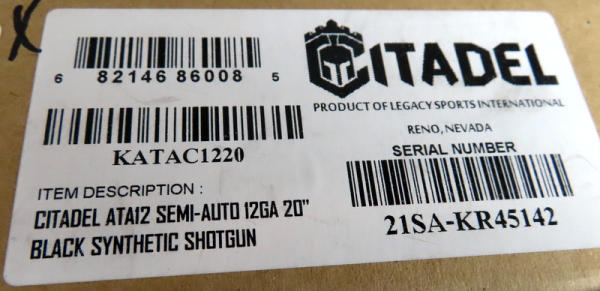 X
6 82146 86008 5
CITADEL
PRODUCT OF LEGACY SPORTS INTERNATIONAL
RENO, NEVADA
KATAC1220
SERIAL NUMBER
21SA-KR45142
ITEM DESCRIPTION :
CITADEL ATA12 SEMI-AUTO 12GA 20"
BLACK SYNTHETIC SHOTGUN